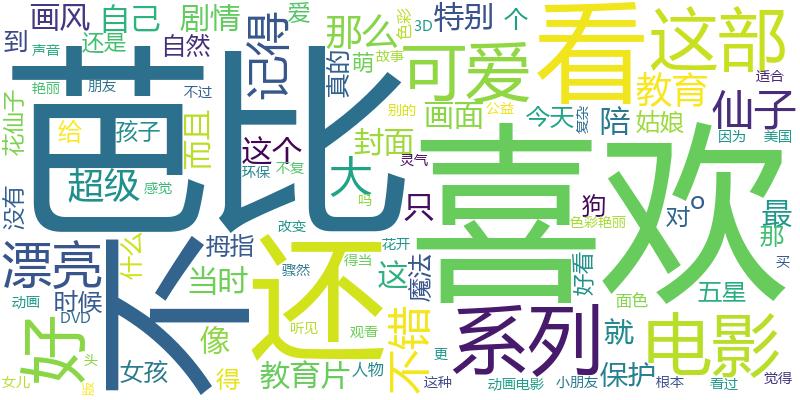 画风
自己
剧情
爱
那么
色彩
3D
特别
个
看
这部
到
声音
还是
自然
记得
真的
萌
故事
可爱
适合
艳丽
朋友
不过
芭比
别的
公益
教育
仙子
花仙子
给
孩子
而且
画面
今天
复杂
陪
姑娘
这个
封面
因为
美国
超级
感觉
环保
不复
大
灵气
喜欢
没有
吗
只
狗
对
o
最
改变
色彩艳丽
那
漂亮
什么
不
拇指
还
花开
这
魔法
好看
买
当时
骤然
得当
面色
五星
动画
时候
DVD
好
像
听见
观看
不错
系列
就
电影
更
头
女儿
女孩
得
教育片
人物
这种
动画电影
小朋友
保护
根本
看过
觉得